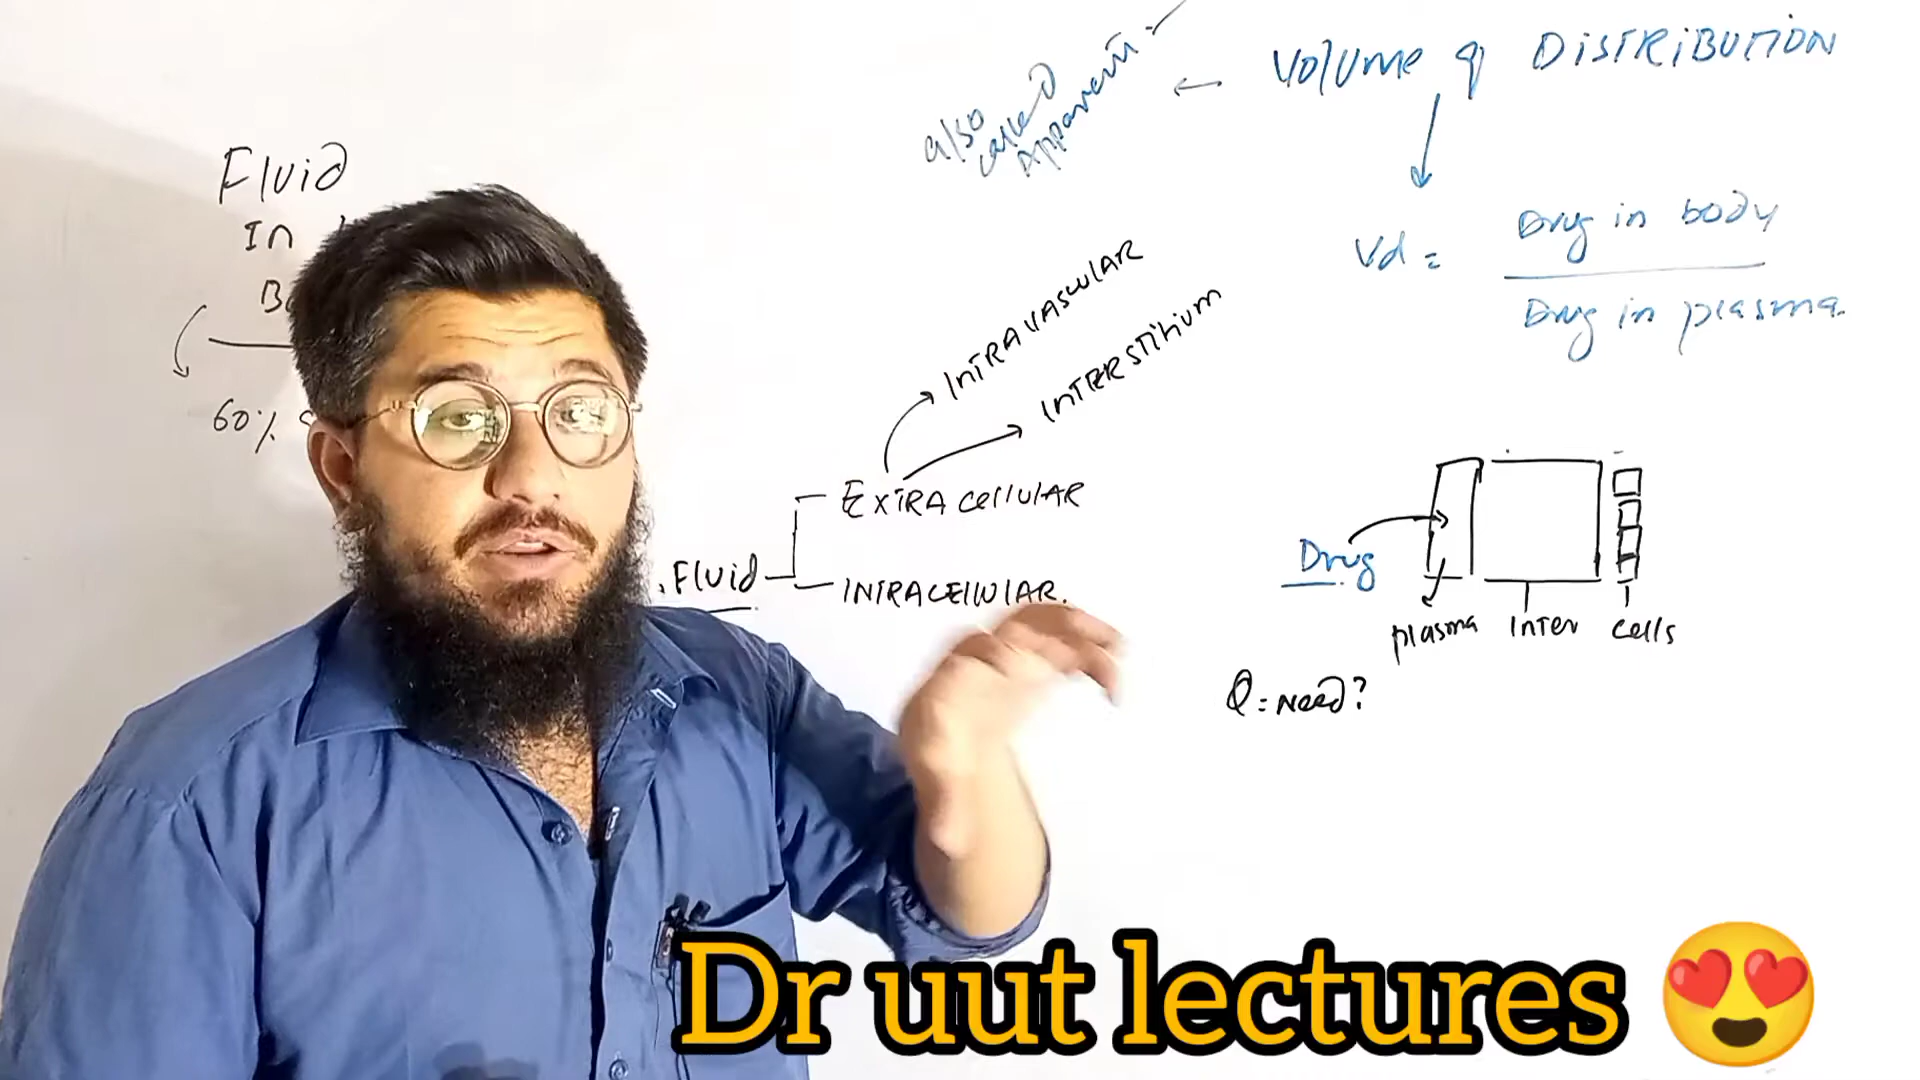 VOLUME of DISTRIBUTION
also
called
Apparent
Vd = Drug in body
Drug in plasma.
Fluid
In
60%
INTRAVASCULAR
INTERSTITIUM
EXTRACELLULAR
Fluid
INTRACELLULAR.
Drug
plasma Inter cells
Q = NEED?
Dr uut lectures 😍